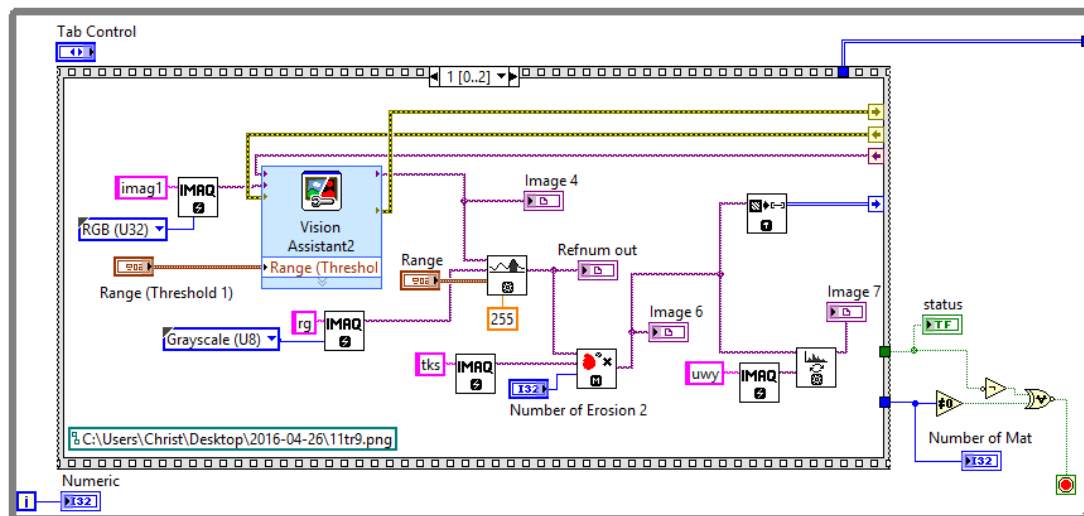 Tab Control
1 [0..2]
imag1
IMAQ
RGB (U32)
Vision
Assistant2
Range (Threshol
Range (Threshold 1)
Image 4
Range
Refnum out
255
rg
IMAQ
Grayscale (U8)
Image 6
Image 7
tks
IMAQ
I32
Number of Erosion 2
M
uwy
IMAQ
status
TF
≠0
Number of Mat
I32
C:\Users\Christ\Desktop\2016-04-26\11tr9.png
Numeric
i
I32